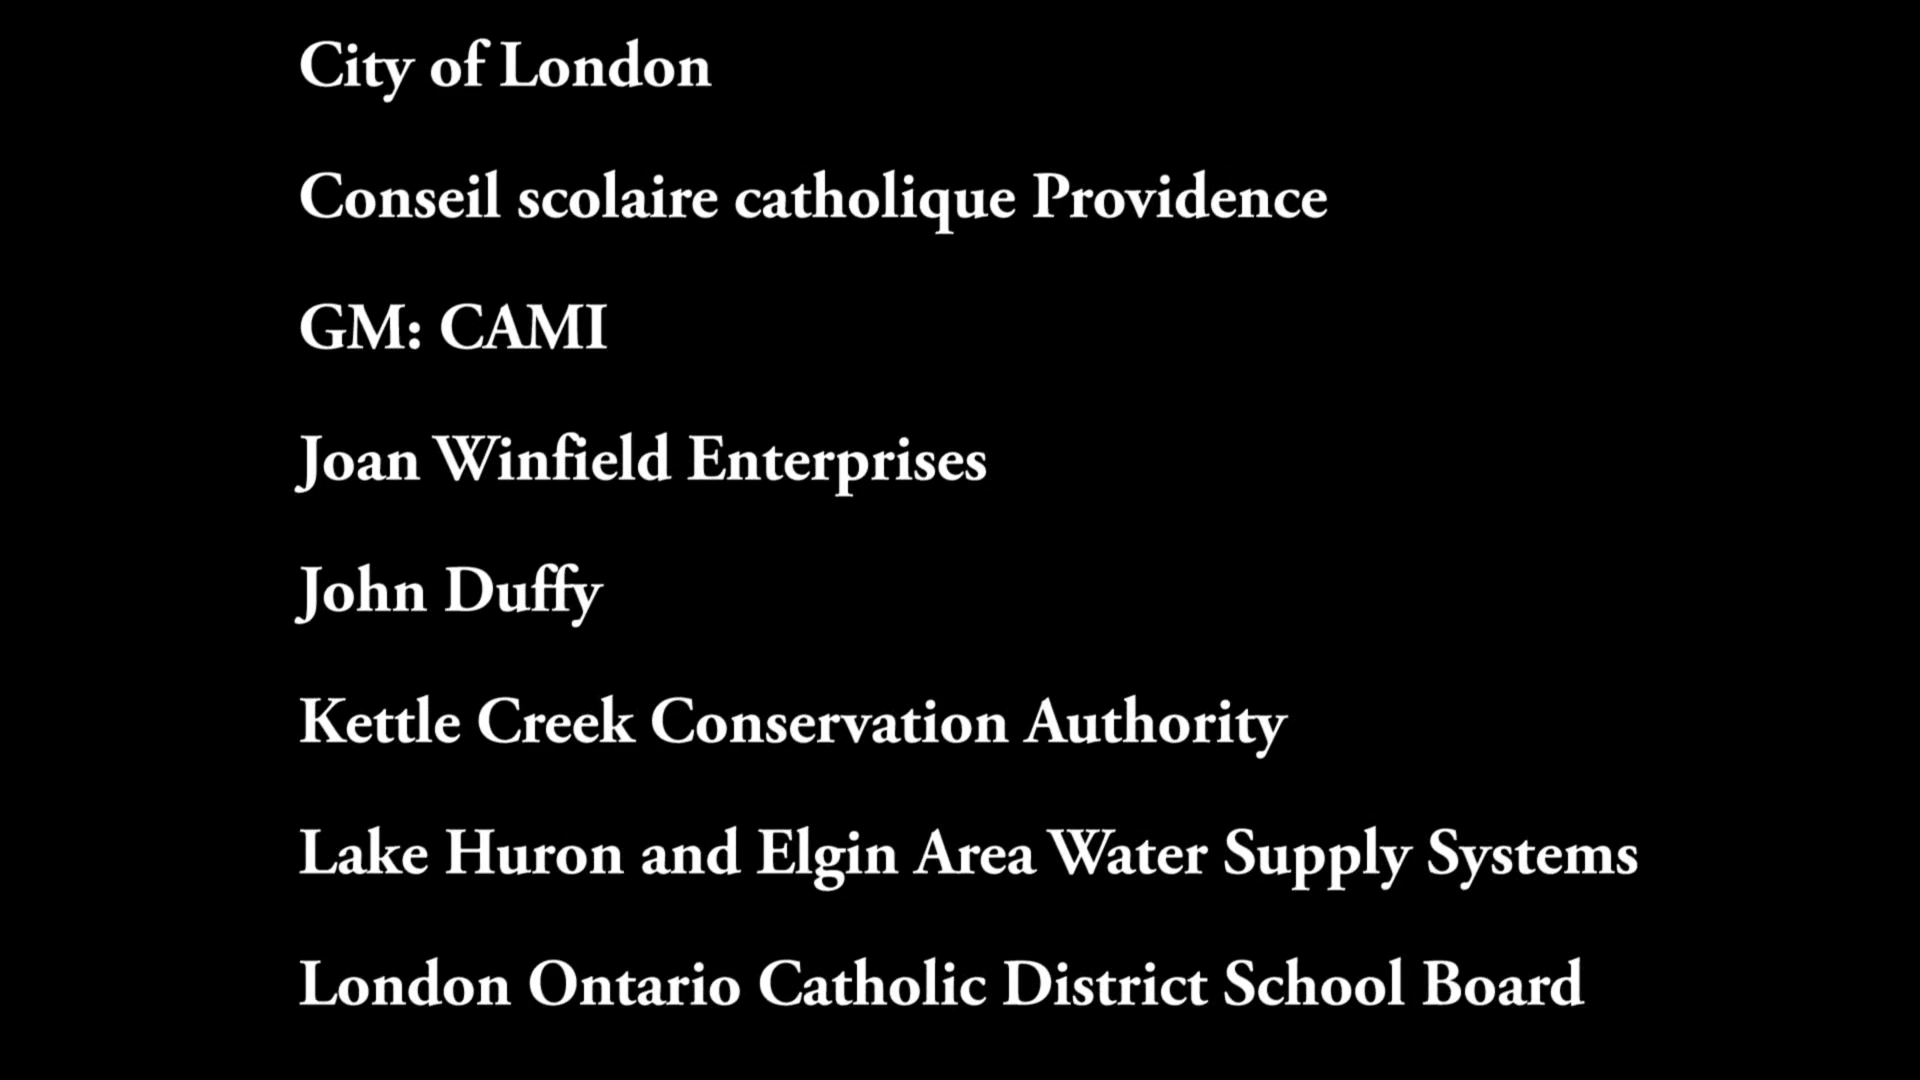 City of London
Conseil scolaire catholique Providence
GM: CAMI
Joan Winfield Enterprises
John Duffy
Kettle Creek Conservation Authority
Lake Huron and Elgin Area Water Supply Systems
London Ontario Catholic District School Board